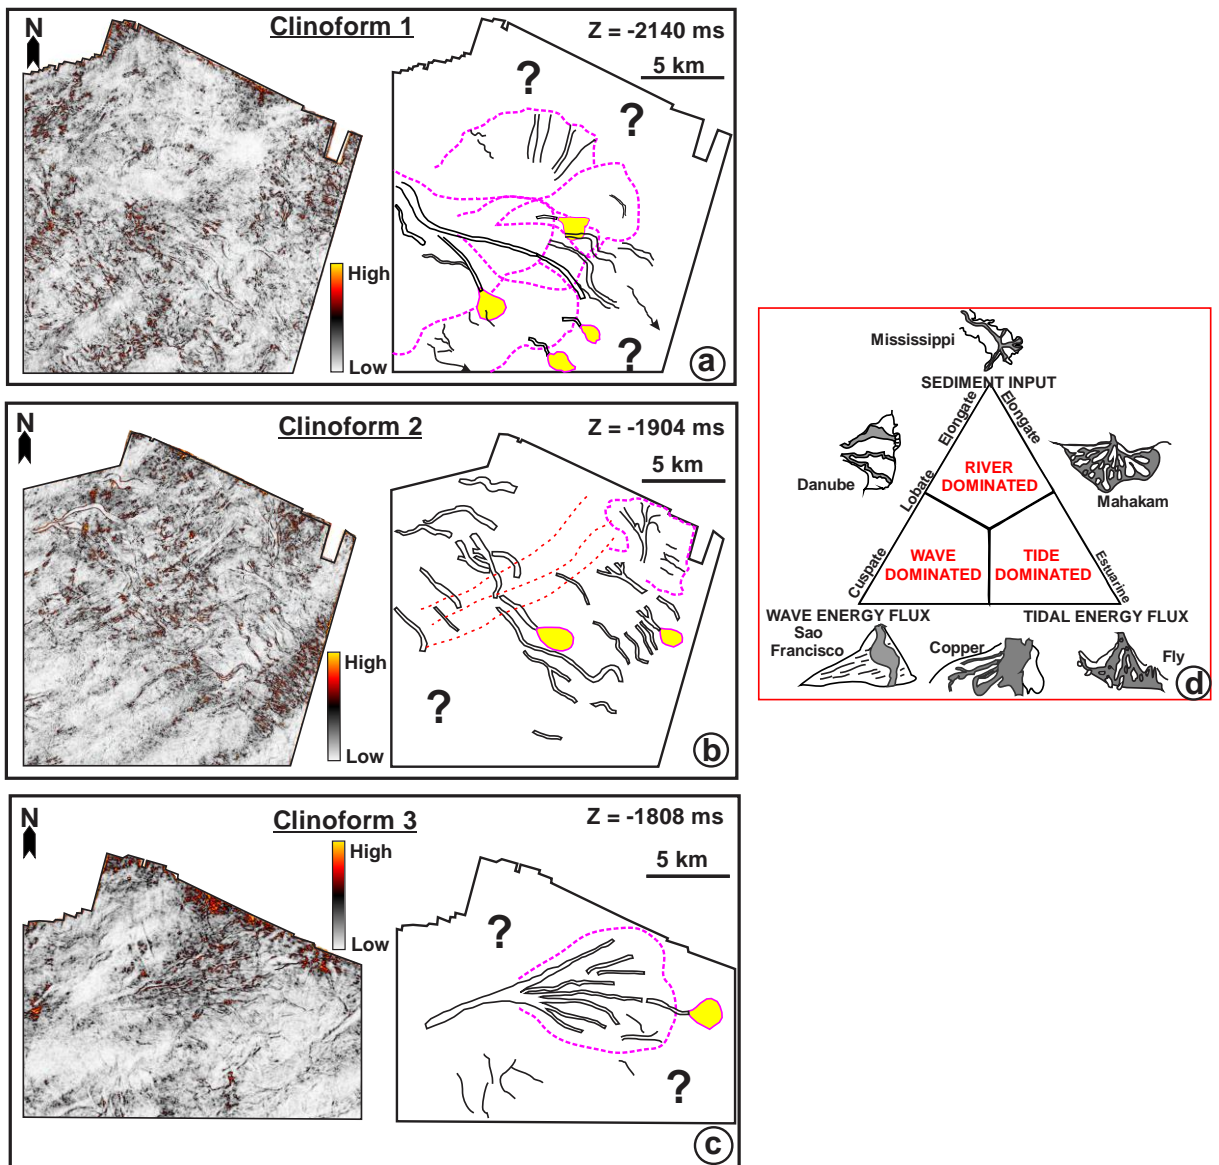 Clinoform 1
Z = -2140 ms
N
5 km
?
?
High
Low
?
a
Clinoform 2
Z = -1904 ms
N
5 km
High
Low
?
b
Clinoform 3
Z = -1808 ms
N
High
Low
5 km
?
?
c
Mississippi
SEDIMENT INPUT
Elongate
Elongate
Danube
Lobate
RIVER
DOMINATED
Mahakam
Cuspate
WAVE
DOMINATED
TIDE
DOMINATED
Estuarine
WAVE ENERGY FLUX
TIDAL ENERGY FLUX
Sao
Francisco
Copper
Fly
d